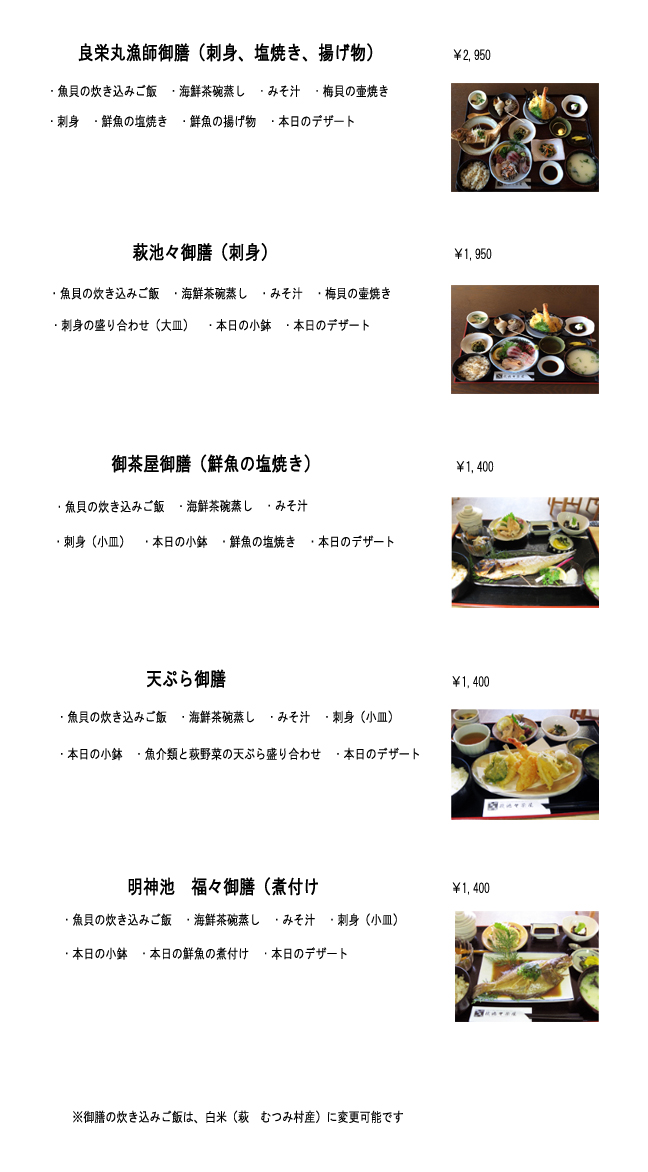 良栄丸漁師御膳（刺身、塩焼き、揚げ物） ￥2,950
・魚貝の炊き込みご飯　・海鮮茶碗蒸し　・みそ汁　・梅貝の壷焼き
・刺身　・鮮魚の塩焼き　・鮮魚の揚げ物　・本日のデザート
萩池々御膳（刺身） ￥1,950
・魚貝の炊き込みご飯　・海鮮茶碗蒸し　・みそ汁　・梅貝の壷焼き
・刺身の盛り合わせ（大皿）　・本日の小鉢　・本日のデザート
御茶屋御膳（鮮魚の塩焼き） ￥1,400
・魚貝の炊き込みご飯　・海鮮茶碗蒸し　・みそ汁
・刺身（小皿）　・本日の小鉢　・鮮魚の塩焼き　・本日のデザート
天ぷら御膳 ￥1,400
・魚貝の炊き込みご飯　・海鮮茶碗蒸し　・みそ汁　・刺身（小皿）
・本日の小鉢　・魚介類と萩野菜の天ぷら盛り合わせ　・本日のデザート
明神池　福々御膳（煮付け ￥1,400
・魚貝の炊き込みご飯　・海鮮茶碗蒸し　・みそ汁　・刺身（小皿）
・本日の小鉢　・本日の鮮魚の煮付け　・本日のデザート
※御膳の炊き込みご飯は、白米（萩　むつみ村産）に変更可能です